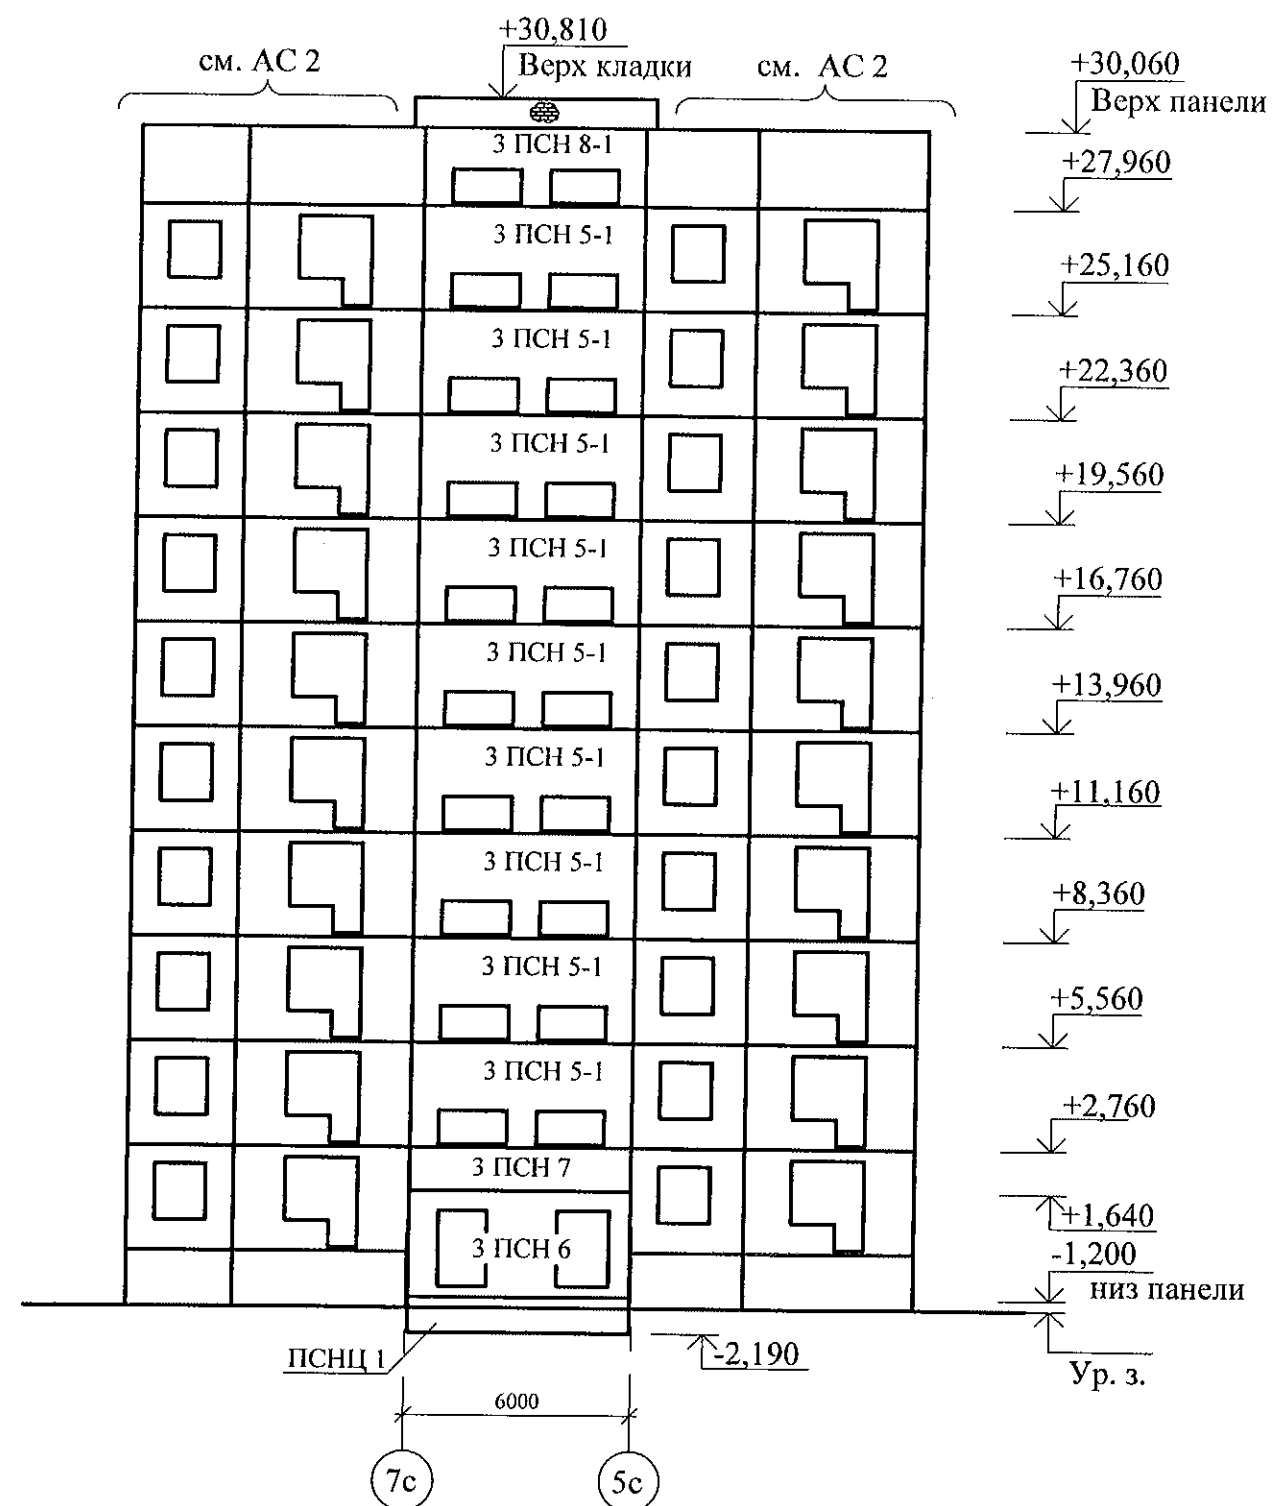 +30,810
Верх кладки
см. АС 2
см. АС 2
+30,060
Верх панели
3 ПСН 8-1
+27,960
3 ПСН 5-1
+25,160
3 ПСН 5-1
+22,360
3 ПСН 5-1
+19,560
3 ПСН 5-1
+16,760
3 ПСН 5-1
+13,960
3 ПСН 5-1
+11,160
3 ПСН 5-1
+8,360
3 ПСН 5-1
+5,560
3 ПСН 5-1
+2,760
3 ПСН 7
+1,640
3 ПСН 6
-1,200
низ панели
ПСНЦ 1
-2,190
Ур. з.
6000
7с
5с